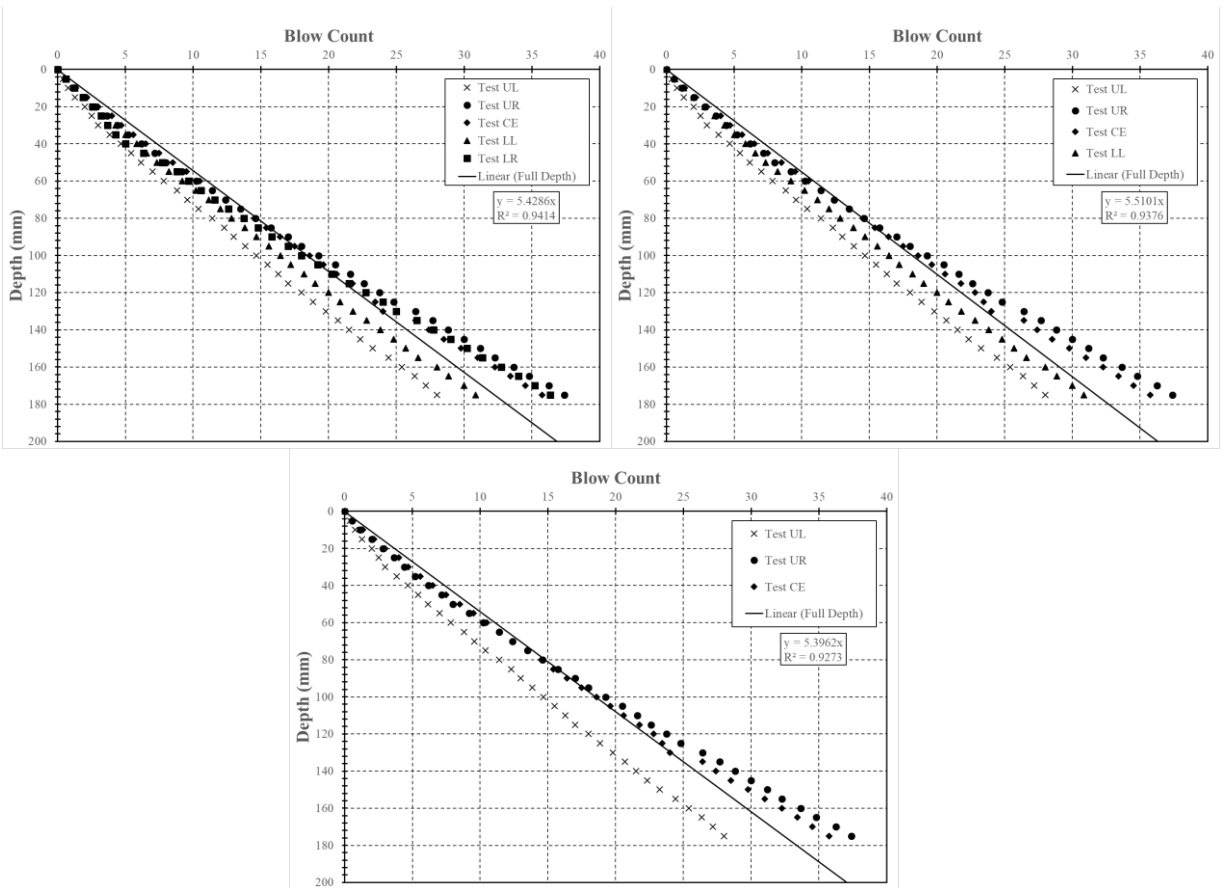 Blow Count
0 5 10 15 20 25 30 35 40
0
20
40
60
80
100
120
140
160
180
200
Depth (mm)
Test UL
Test UR
Test CE
Test LL
Test LR
Linear (Full Depth)
y = 5.4286x
R² = 0.9414
Blow Count
0 5 10 15 20 25 30 35 40
0
20
40
60
80
100
120
140
160
180
200
Depth (mm)
Test UL
Test UR
Test CE
Test LL
Linear (Full Depth)
y = 5.5101x
R² = 0.9376
Blow Count
0 5 10 15 20 25 30 35 40
0
20
40
60
80
100
120
140
160
180
200
Depth (mm)
Test UL
Test UR
Test CE
Linear (Full Depth)
y = 5.3962x
R² = 0.9273